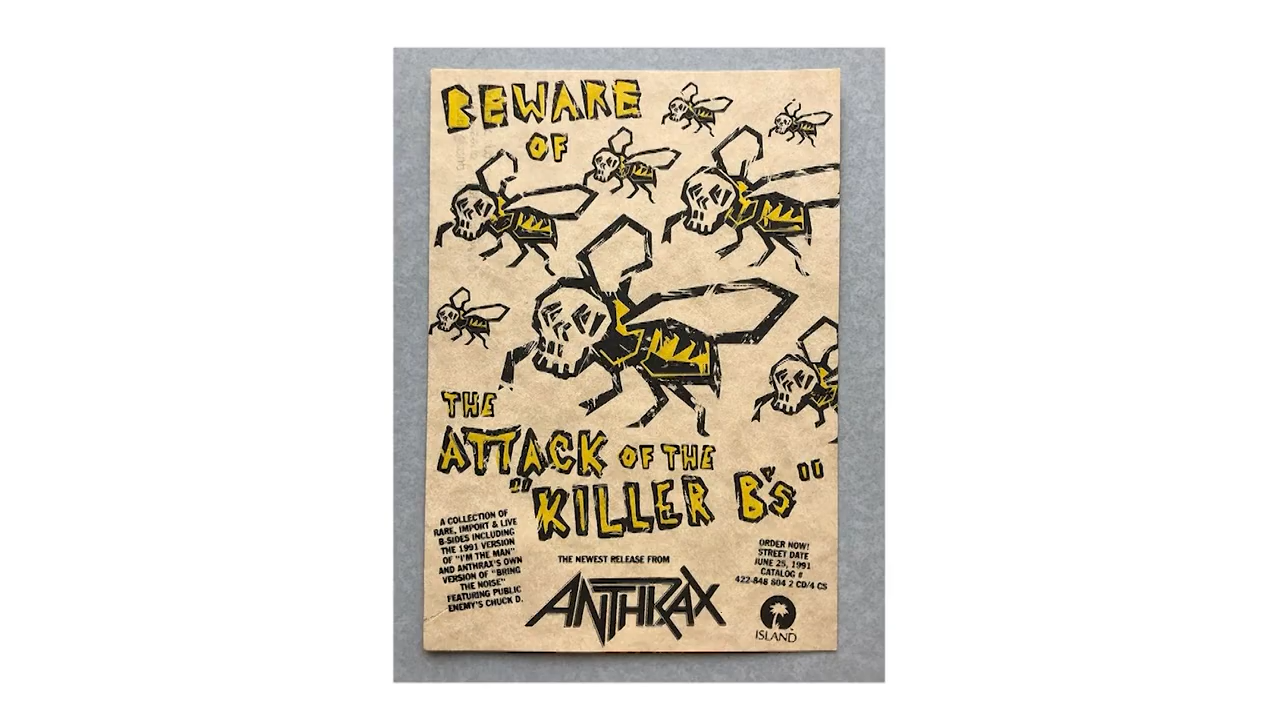 BEWARE
OF
THE
ATTACK OF THE
"KILLER B's"
A COLLECTION OF
RARE, IMPORT & LIVE
B-SIDES INCLUDING
THE 1991 VERSION
OF "I'M THE MAN"
AND ANTHRAX'S OWN
VERSION OF "BRING
THE NOISE"
FEATURING PUBLIC
ENEMY'S CHUCK D.
THE NEWEST RELEASE FROM
ANTHRAX
ORDER NOW!
STREET DATE
JUNE 25, 1991
CATALOG #
422-848 804 2 CD/4 CS
ISLAND